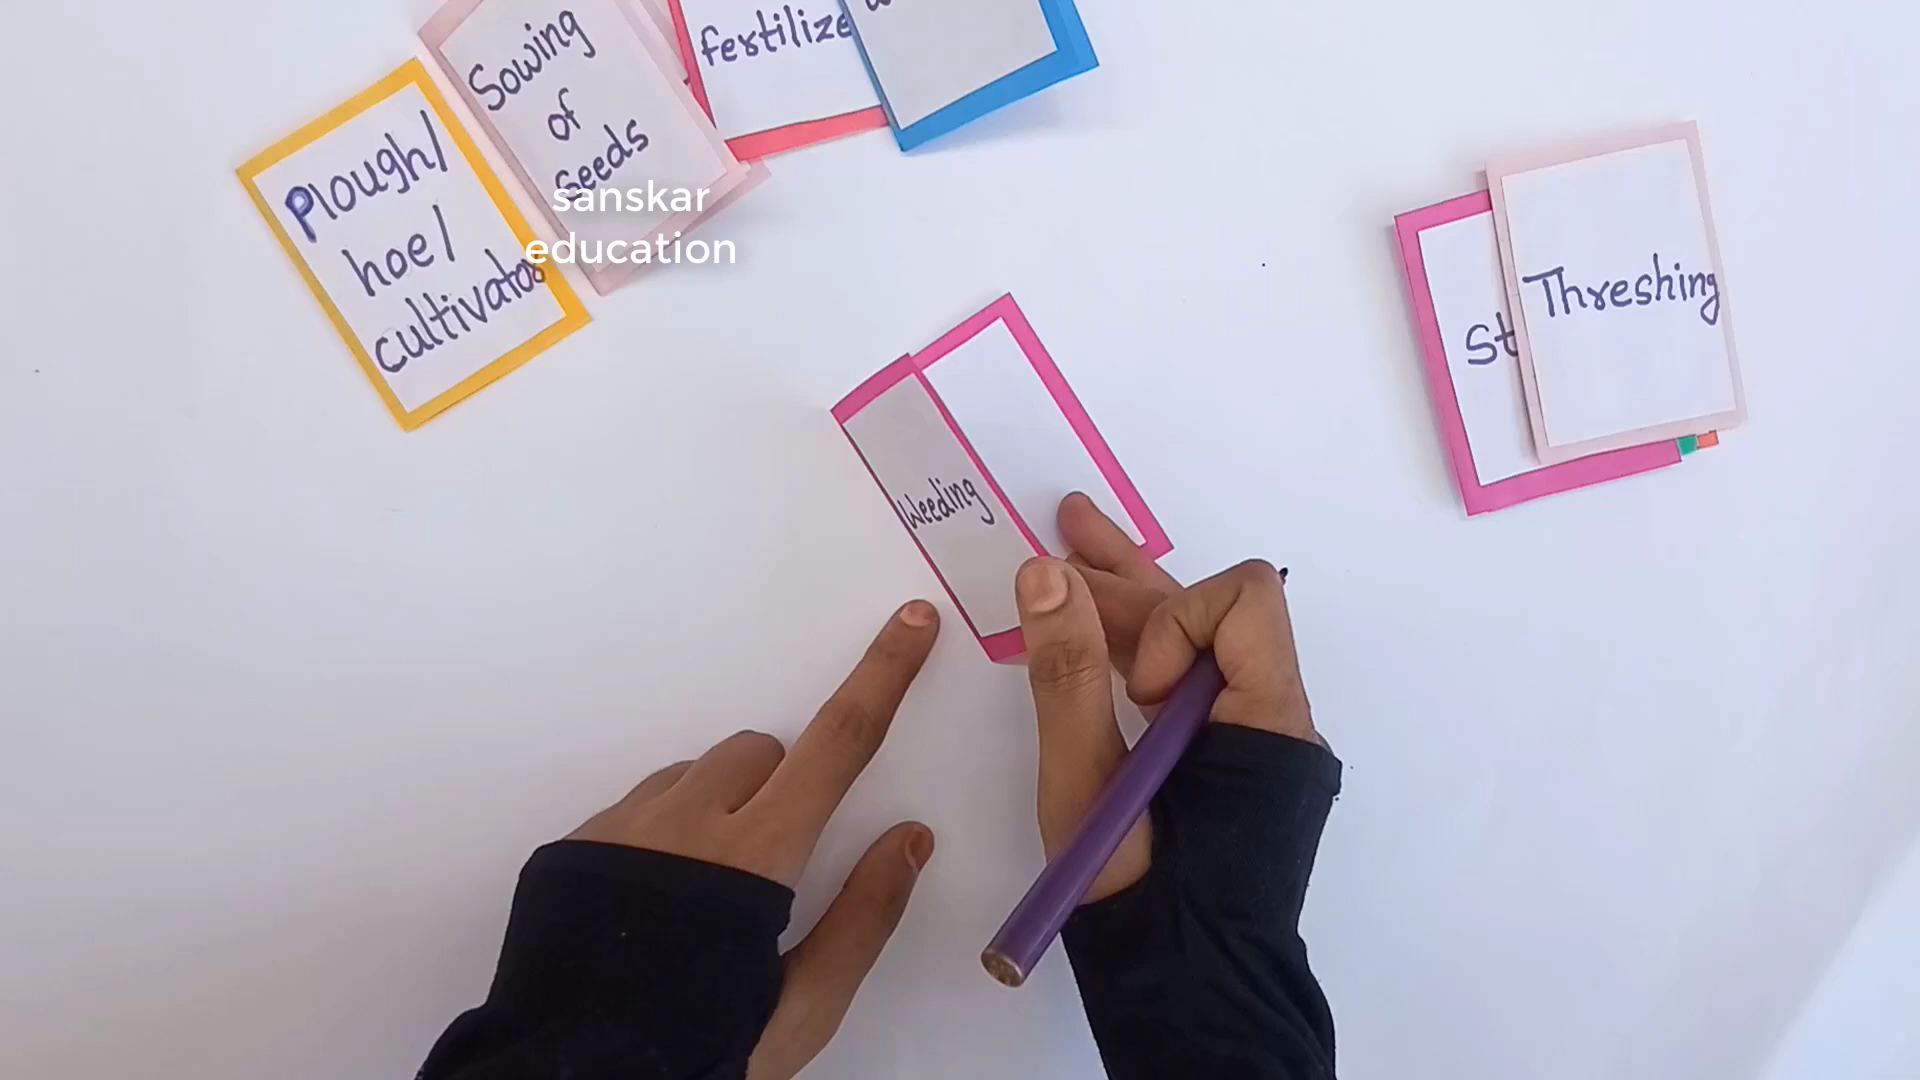 Plough/
hoe/
cultivator
Sowing
of
seeds
fertilize
sanskar
education
Weeding
St
Threshing